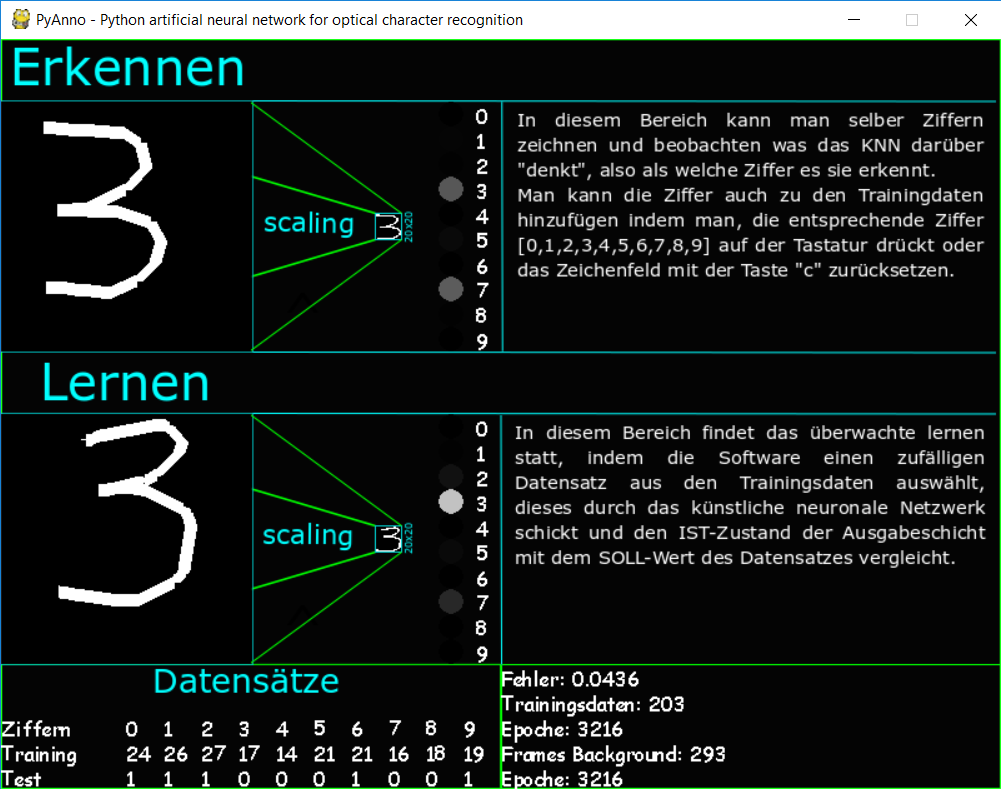 PyAnno - Python artificial neural network for optical character recognition
Erkennen
3
scaling
3
20x20
0
1
2
3
4
5
6
7
8
9
In diesem Bereich kann man selber Ziffern
zeichnen und beobachten was das KNN darüber
"denkt", also als welche Ziffer es sie erkennt.
Man kann die Ziffer auch zu den Trainingdaten
hinzufügen indem man, die entsprechende Ziffer
[0,1,2,3,4,5,6,7,8,9] auf der Tastatur drückt oder
das Zeichenfeld mit der Taste "c" zurücksetzen.
Lernen
3
scaling
3
20x20
0
1
2
3
4
5
6
7
8
9
In diesem Bereich findet das überwachte lernen
statt, indem die Software einen zufälligen
Datensatz aus den Trainingsdaten auswählt,
dieses durch das künstliche neuronale Netzwerk
schickt und den IST-Zustand der Ausgabeschicht
mit dem SOLL-Wert des Datensatzes vergleicht.
Datensätze
Ziffern 0 1 2 3 4 5 6 7 8 9
Training 24 26 27 17 14 21 21 16 18 19
Test 1 1 1 0 0 0 1 0 0 1
Fehler: 0.0436
Trainingsdaten: 203
Epoche: 3216
Frames Background: 293
Epoche: 3216